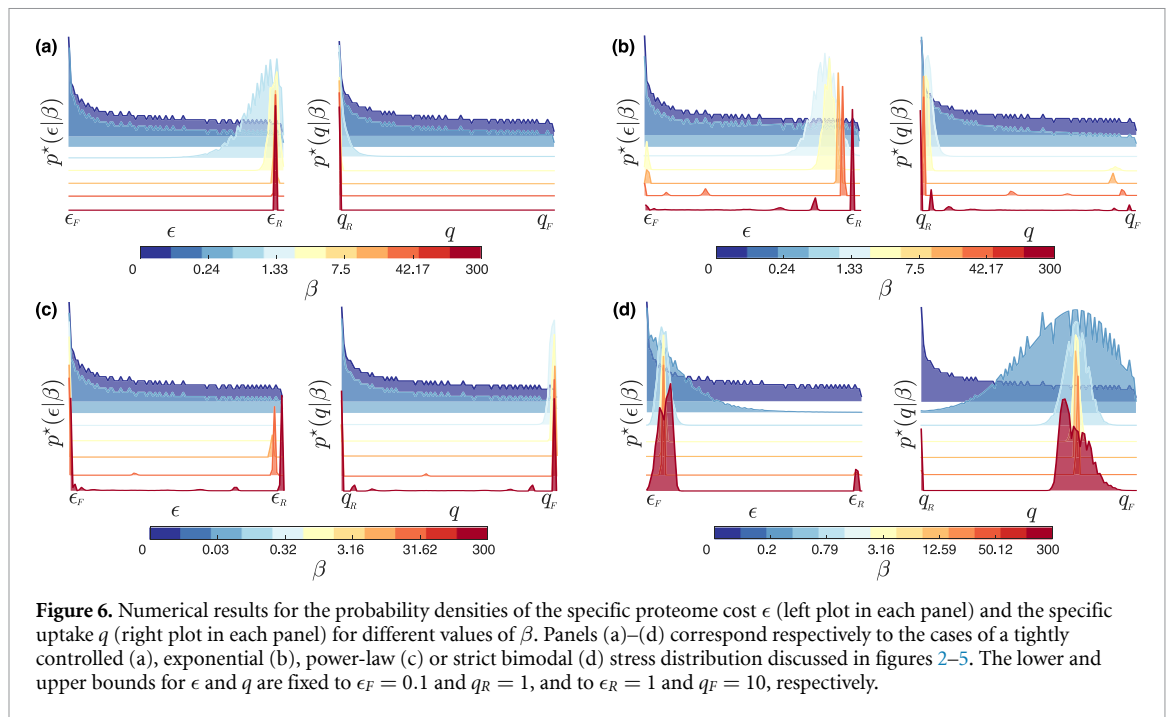 (a)
p⋆(ϵ|β)
p⋆(q|β)
ϵF ϵR
qR qF
ϵ q
0 0.24 1.33 7.5 42.17 300
β
(b)
p⋆(ϵ|β)
p⋆(q|β)
ϵF ϵR
qR qF
ϵ q
0 0.24 1.33 7.5 42.17 300
β
(c)
p⋆(ϵ|β)
p⋆(q|β)
ϵF ϵR
qR qF
ϵ q
0 0.03 0.32 3.16 31.62 300
β
(d)
p⋆(ϵ|β)
p⋆(q|β)
ϵF ϵR
qR qF
ϵ q
0 0.2 0.79 3.16 12.59 50.12 300
β
Figure 6. Numerical results for the probability densities of the specific proteome cost ϵ (left plot in each panel) and the specific
uptake q (right plot in each panel) for different values of β. Panels (a)–(d) correspond respectively to the cases of a tightly
controlled (a), exponential (b), power-law (c) or strict bimodal (d) stress distribution discussed in figures 2–5. The lower and
upper bounds for ϵ and q are fixed to ϵF = 0.1 and qR = 1, and to ϵR = 1 and qF = 10, respectively.